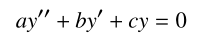 ay″ + by′ + cy = 0